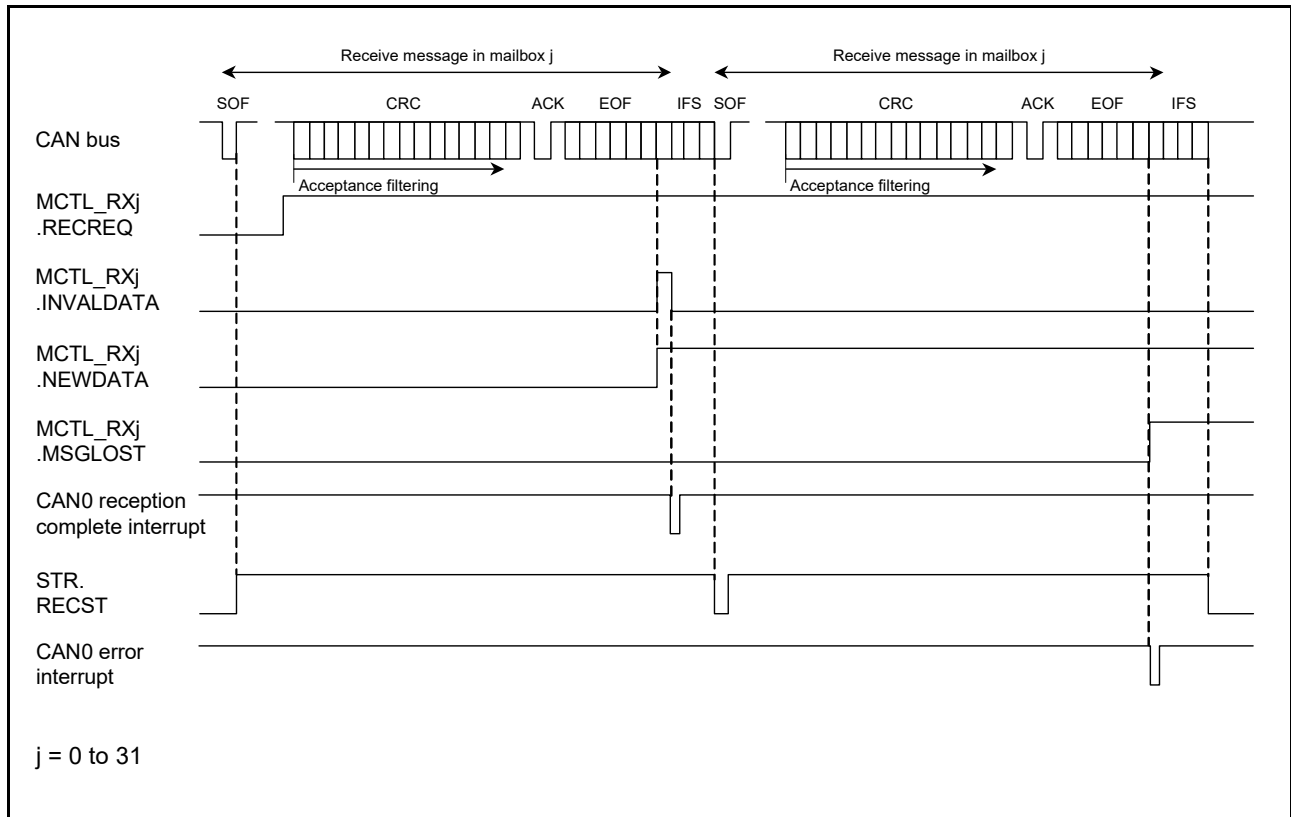 Receive message in mailbox j Receive message in mailbox j
SOF CRC ACK EOF IFS SOF CRC ACK EOF IFS
CAN bus
Acceptance filtering Acceptance filtering
MCTL_RXj
.RECREQ
MCTL_RXj
.INVALDATA
MCTL_RXj
.NEWDATA
MCTL_RXj
.MSGLOST
CAN0 reception
complete interrupt
STR.
RECST
CAN0 error
interrupt
j = 0 to 31